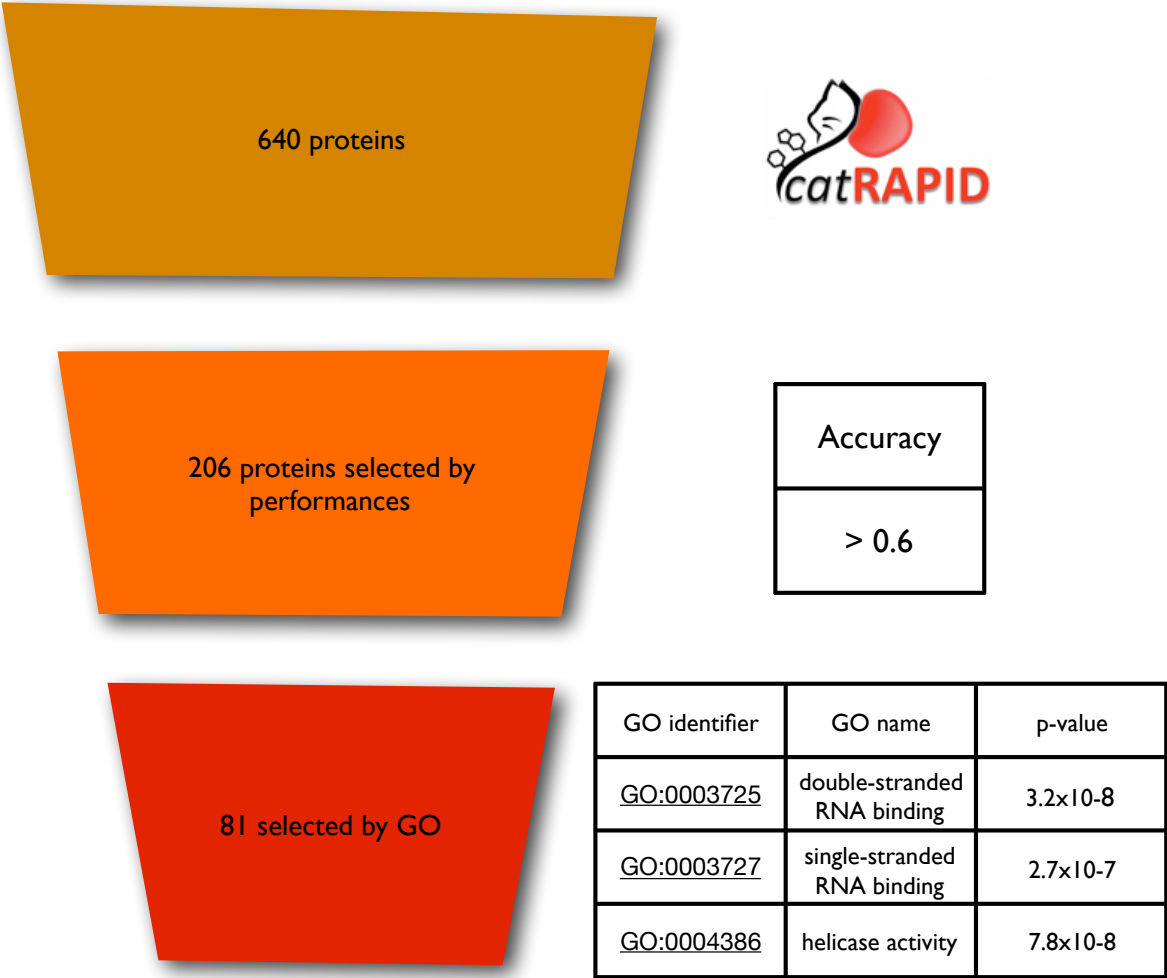 640 proteins
catRAPID
206 proteins selected by
performances
Accuracy
> 0.6
81 selected by GO
GO identifier GO name p-value
GO:0003725 double-stranded RNA binding 3.2x10-8
GO:0003727 single-stranded RNA binding 2.7x10-7
GO:0004386 helicase activity 7.8x10-8